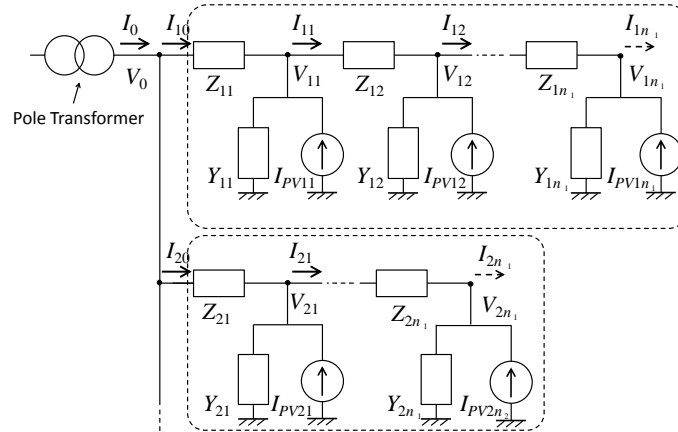 I0 I10 I11 I12 I1n1
V0 Z11 V11 Z12 V12 Z1n1 V1n1
Pole Transformer
Y11 IPV11 Y12 IPV12 Y1n1 IPV1n1
I20 I21 I2n1
Z21 V21 Z2n1 V2n1
Y21 IPV21 Y2n1 IPV2n2